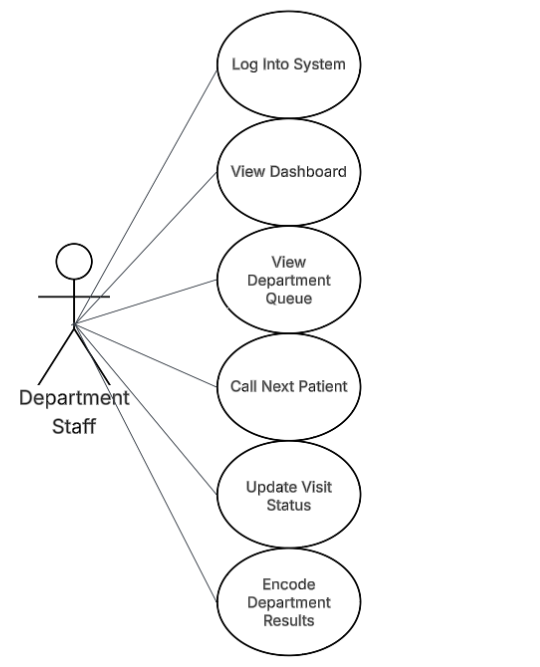 Log Into System
View Dashboard
View
Department
Queue
Call Next Patient
Department
Staff
Update Visit
Status
Encode
Department
Results